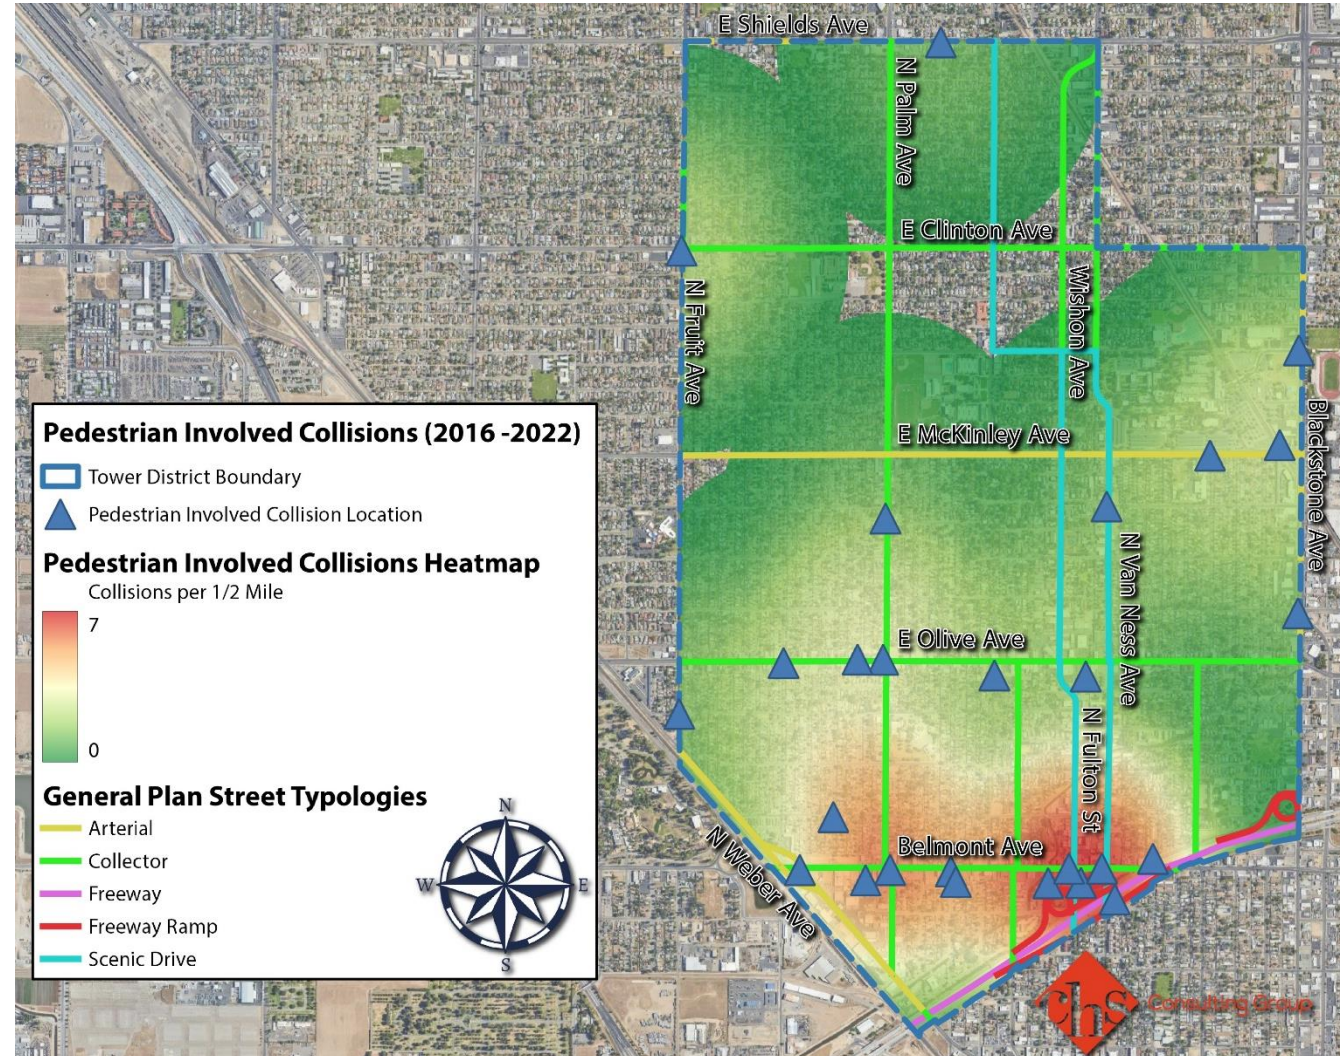 E Shields Ave
N Palm Ave
E Clinton Ave
N Fruit Ave
Wishon Ave
Blackstone Ave
E McKinley Ave
N Van Ness Ave
E Olive Ave
N Fulton St
Belmont Ave
N Weber Ave
Pedestrian Involved Collisions (2016 -2022)
Tower District Boundary
Pedestrian Involved Collision Location
Pedestrian Involved Collisions Heatmap
Collisions per 1/2 Mile
7
0
General Plan Street Typologies
Arterial
Collector
Freeway
Freeway Ramp
Scenic Drive
N
W
E
S
chs Consulting Group